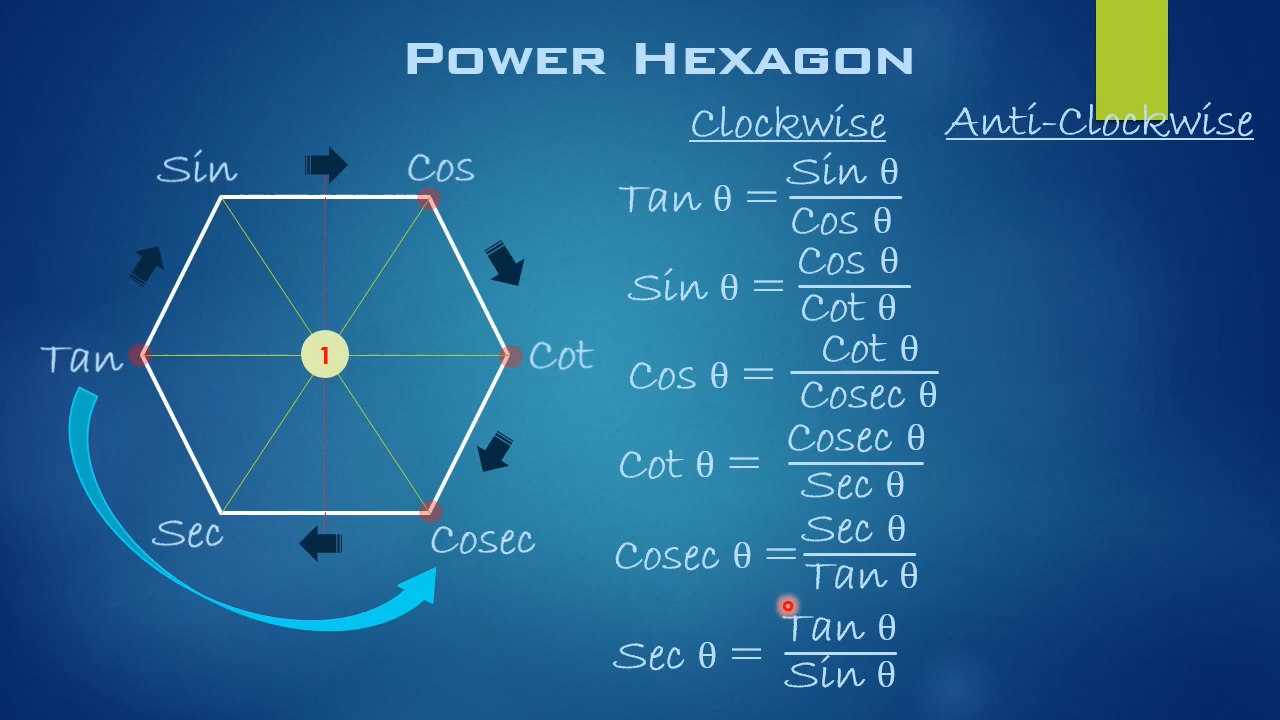 POWER HEXAGON
Clockwise
Anti-Clockwise
Sin
Cos
Tan
1
Cot
Sec
Cosec
Tan θ = Sin θ / Cos θ
Sin θ = Cos θ / Cot θ
Cos θ = Cot θ / Cosec θ
Cot θ = Cosec θ / Sec θ
Cosec θ = Sec θ / Tan θ
Sec θ = Tan θ / Sin θ